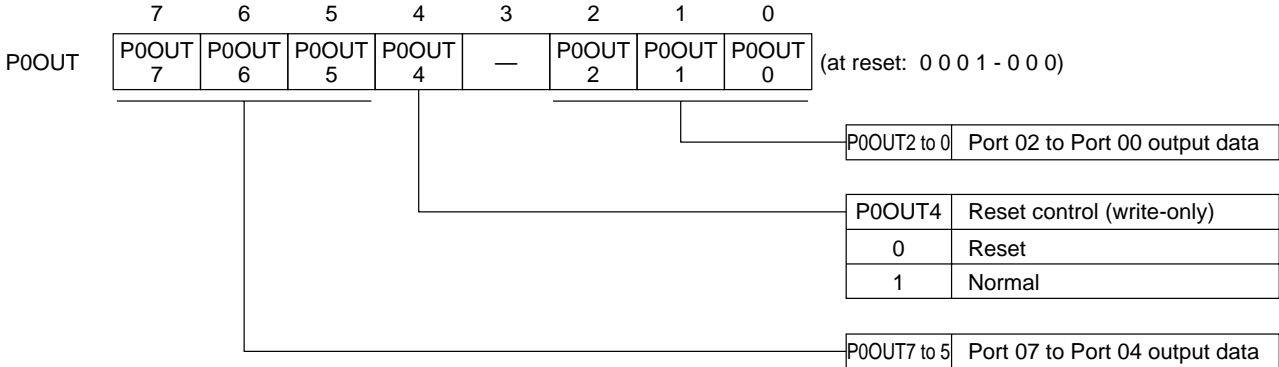 7 6 5 4 3 2 1 0
P0OUT P0OUT 7 P0OUT 6 P0OUT 5 P0OUT 4 — P0OUT 2 P0OUT 1 P0OUT 0 (at reset: 0 0 0 1 - 0 0 0)
P0OUT2 to 0 Port 02 to Port 00 output data
P0OUT4 Reset control (write-only)
0 Reset
1 Normal
P0OUT7 to 5 Port 07 to Port 04 output data